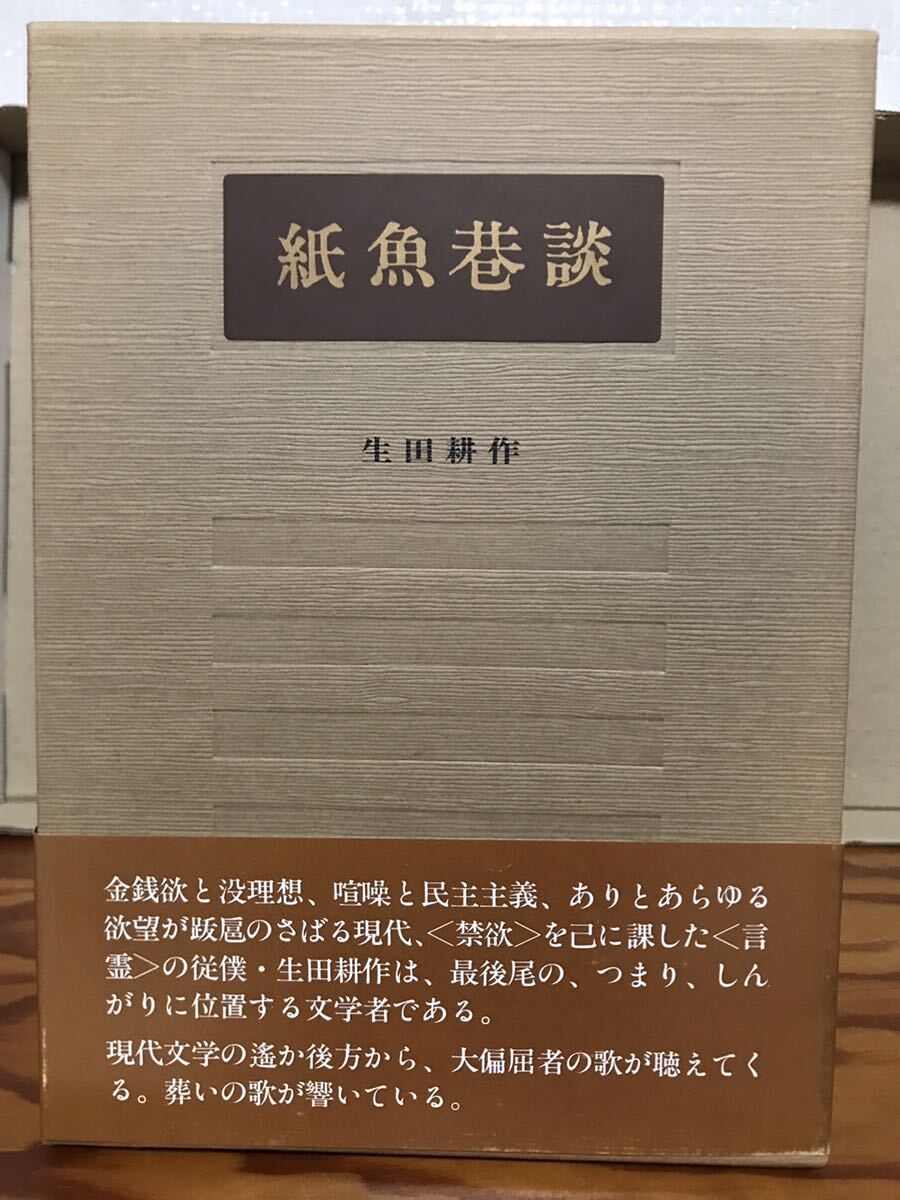 紙魚巷談
生田耕作
金銭欲と没理想、喧噪と民主主義、ありとあらゆる
欲望が跋扈のさばる現代、＜禁欲＞を己に課した＜言
霊＞の従僕・生田耕作は、最後尾の、つまり、しん
がりに位置する文学者である。
現代文学の遙か後方から、大偏屈者の歌が聴えてく
る。葬いの歌が響いている。